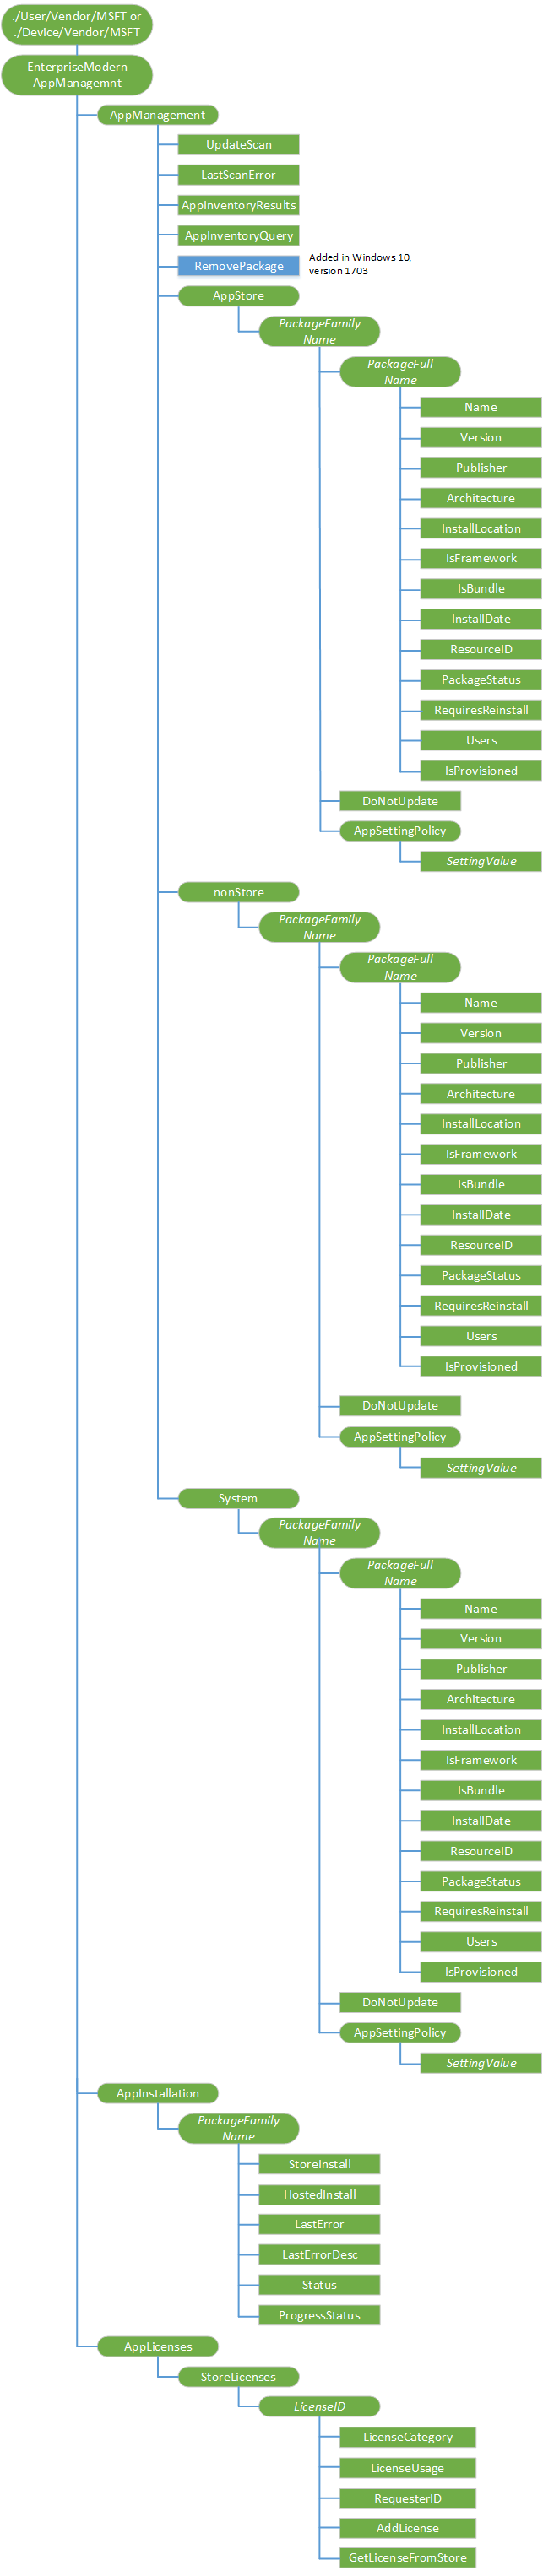 ./User/Vendor/MSFT or
./Device/Vendor/MSFT
EnterpriseModern
AppManagemnt
AppManagement
UpdateScan
LastScanError
AppInventoryResults
AppInventoryQuery
RemovePackage
Added in Windows 10,
version 1703
AppStore
PackageFamily
Name
PackageFull
Name
Name
Version
Publisher
Architecture
InstallLocation
IsFramework
IsBundle
InstallDate
ResourceID
PackageStatus
RequiresReinstall
Users
IsProvisioned
DoNotUpdate
AppSettingPolicy
SettingValue
nonStore
PackageFamily
Name
PackageFull
Name
Name
Version
Publisher
Architecture
InstallLocation
IsFramework
IsBundle
InstallDate
ResourceID
PackageStatus
RequiresReinstall
Users
IsProvisioned
DoNotUpdate
AppSettingPolicy
SettingValue
System
PackageFamily
Name
PackageFull
Name
Name
Version
Publisher
Architecture
InstallLocation
IsFramework
IsBundle
InstallDate
ResourceID
PackageStatus
RequiresReinstall
Users
IsProvisioned
DoNotUpdate
AppSettingPolicy
SettingValue
AppInstallation
PackageFamily
Name
StoreInstall
HostedInstall
LastError
LastErrorDesc
Status
ProgressStatus
AppLicenses
StoreLicenses
LicenseID
LicenseCategory
LicenseUsage
RequesterID
AddLicense
GetLicenseFromStore